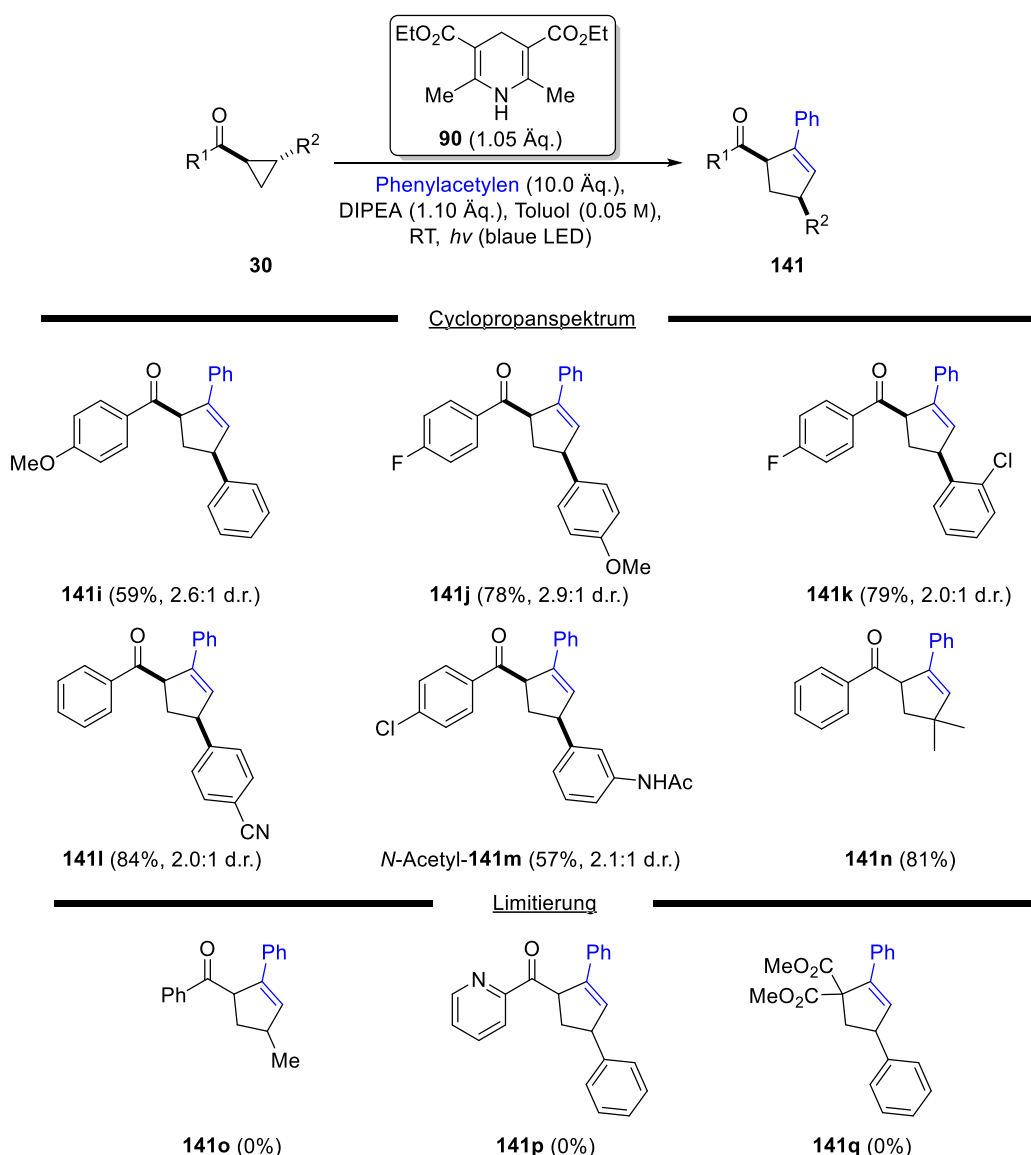 EtO₂C CO₂Et
Me N Me
H
90 (1.05 Äq.)
O
R¹ R²
Phenylacetylen (10.0 Äq.),
DIPEA (1.10 Äq.), Toluol (0.05 M),
RT, hv (blaue LED)
O Ph
R¹
R²
30 141
Cyclopropanspektrum
O Ph
MeO
O Ph
F
OMe
O Ph
F
Cl
141i (59%, 2.6:1 d.r.) 141j (78%, 2.9:1 d.r.) 141k (79%, 2.0:1 d.r.)
O Ph
CN
O Ph
Cl
NHAc
O Ph
141l (84%, 2.0:1 d.r.) N-Acetyl-141m (57%, 2.1:1 d.r.) 141n (81%)
Limitierung
O Ph
Ph
Me
N O Ph
MeO₂C Ph
MeO₂C
141o (0%) 141p (0%) 141q (0%)